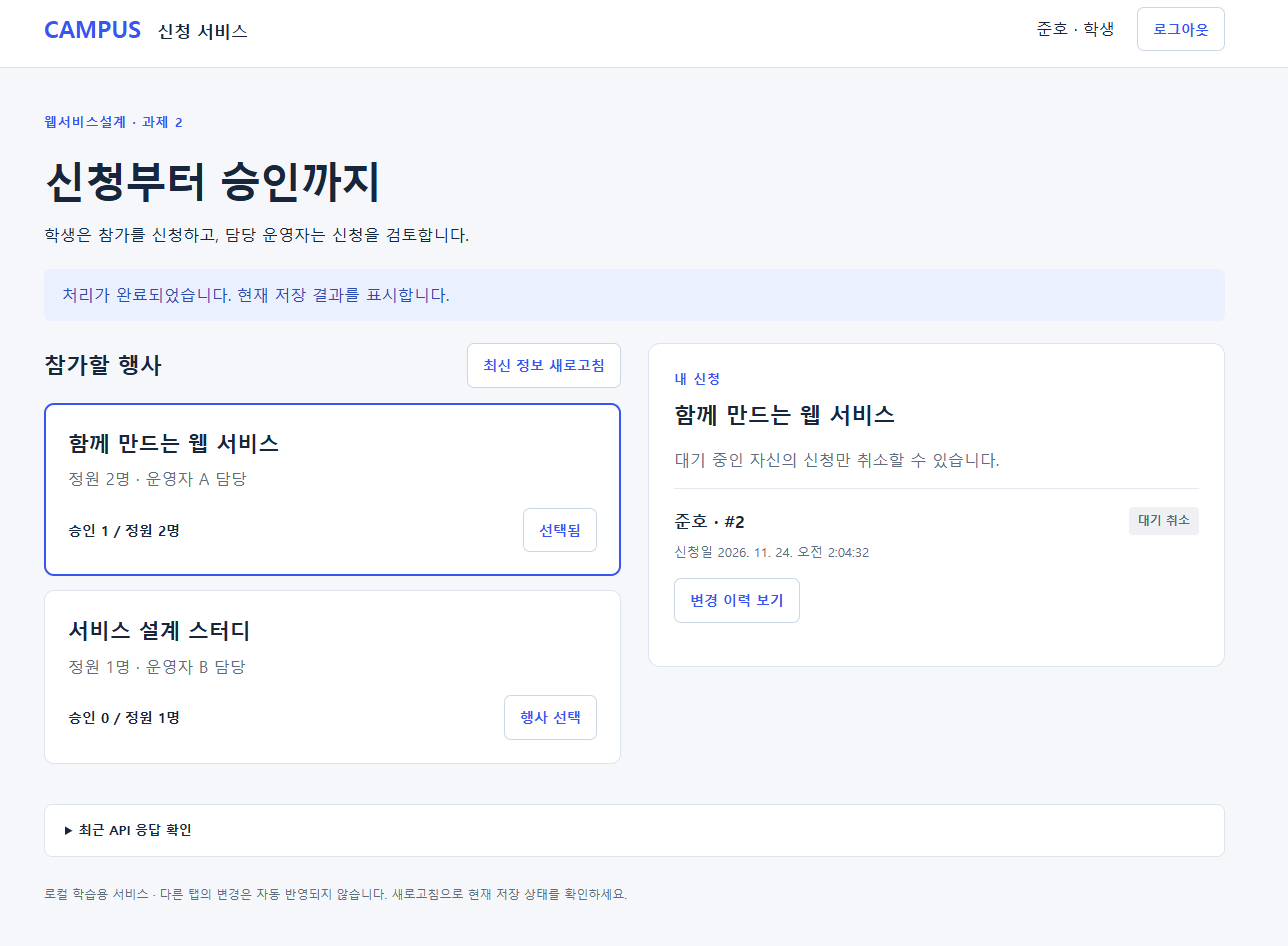 CAMPUS 신청 서비스
준호 · 학생
로그아웃
웹서비스설계 · 과제 2
신청부터 승인까지
학생은 참가를 신청하고, 담당 운영자는 신청을 검토합니다.
처리가 완료되었습니다. 현재 저장 결과를 표시합니다.
참가할 행사
최신 정보 새로고침
함께 만드는 웹 서비스
정원 2명 · 운영자 A 담당
승인 1 / 정원 2명
선택됨
서비스 설계 스터디
정원 1명 · 운영자 B 담당
승인 0 / 정원 1명
행사 선택
내 신청
함께 만드는 웹 서비스
대기 중인 자신의 신청만 취소할 수 있습니다.
준호 · #2
대기 취소
신청일 2026. 11. 24. 오전 2:04:32
변경 이력 보기
▶ 최근 API 응답 확인
로컬 학습용 서비스 · 다른 탭의 변경은 자동 반영되지 않습니다. 새로고침으로 현재 저장 상태를 확인하세요.